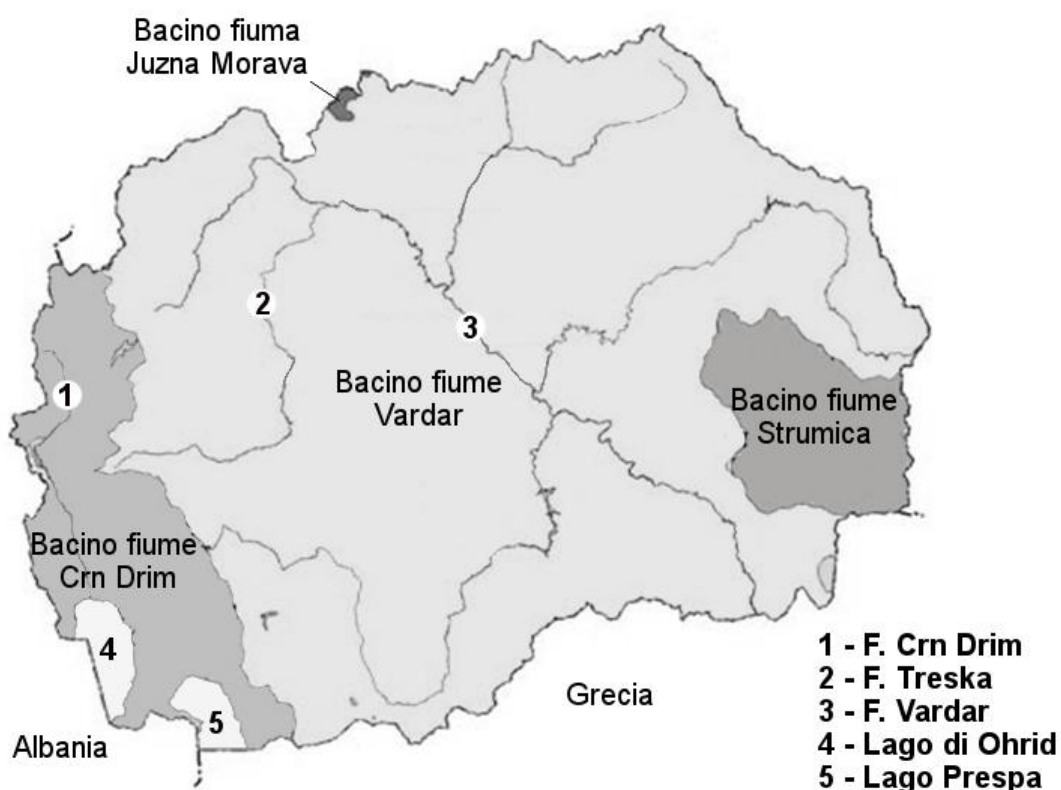 Bacino fiuma
Juzna Morava
2
3
Bacino fiume
Vardar
1
Bacino fiume
Strumica
Bacino fiume
Crn Drim
4
5
Grecia
Albania
1 - F. Crn Drim
2 - F. Treska
3 - F. Vardar
4 - Lago di Ohrid
5 - Lago Prespa